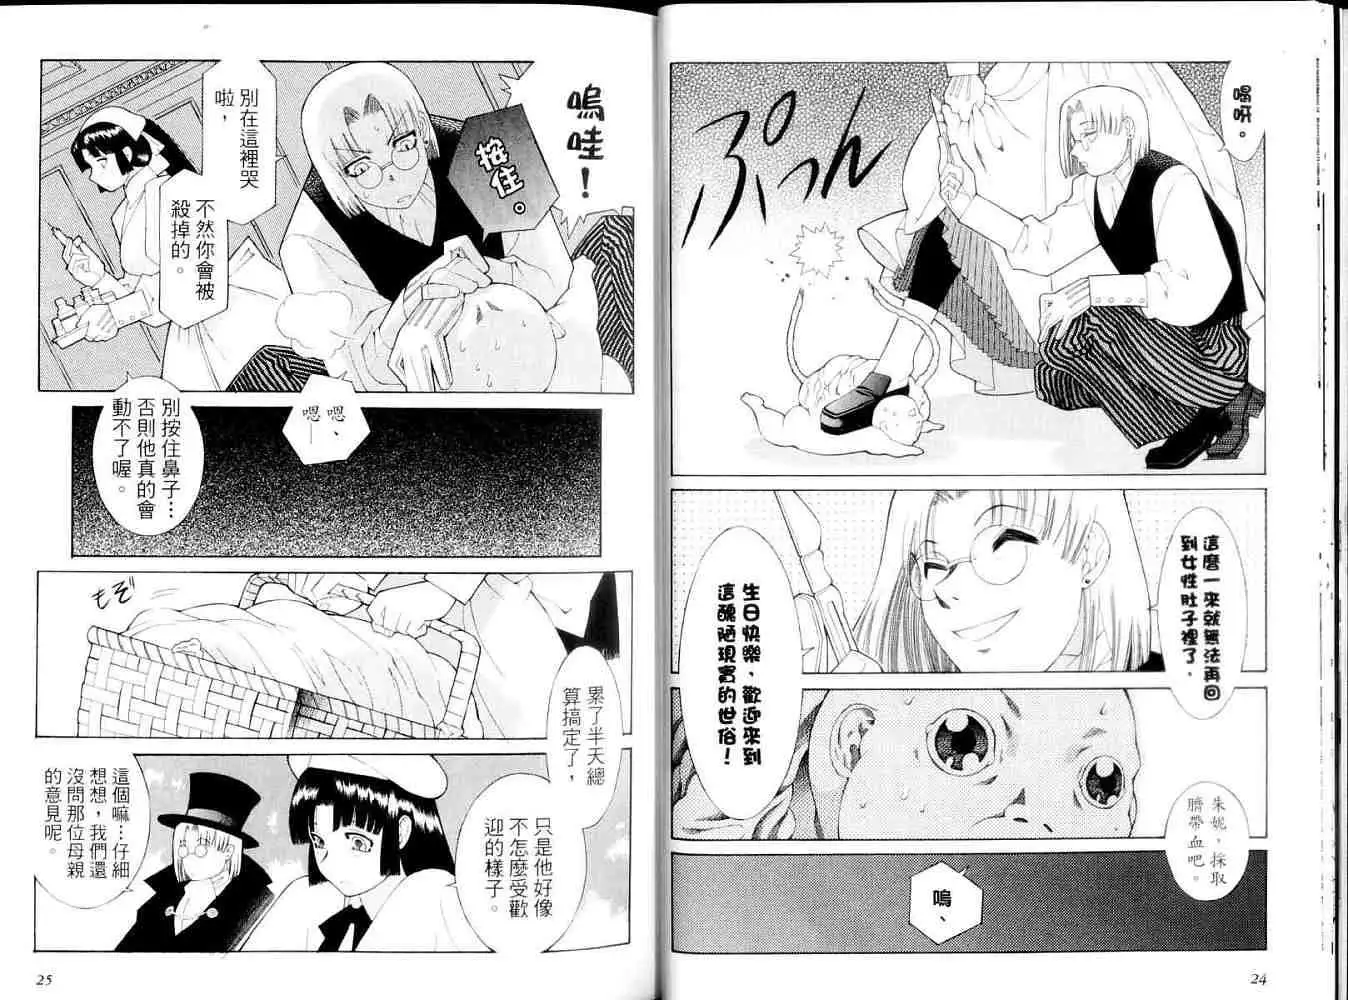 喝呀。
ぷつん
這麼一來就無法再回
到女性肚子裡了。
生日快樂，歡迎來到
這醜陋現實的世俗！
朱妮，採取
臍帶血吧。
嗚、
24
嗚哇！
按住。
別在這裡哭
啦，
不然你會被
殺掉的。
嗯、
嗯—
別按住鼻子…
否則他真的會
動不了喔。
もぞ
累了半天總
算搞定了，
只是他好像
不怎麼受歡
迎的樣子。
這個嘛…仔細
想想，我們還
沒問那位母親
的意見呢。
25